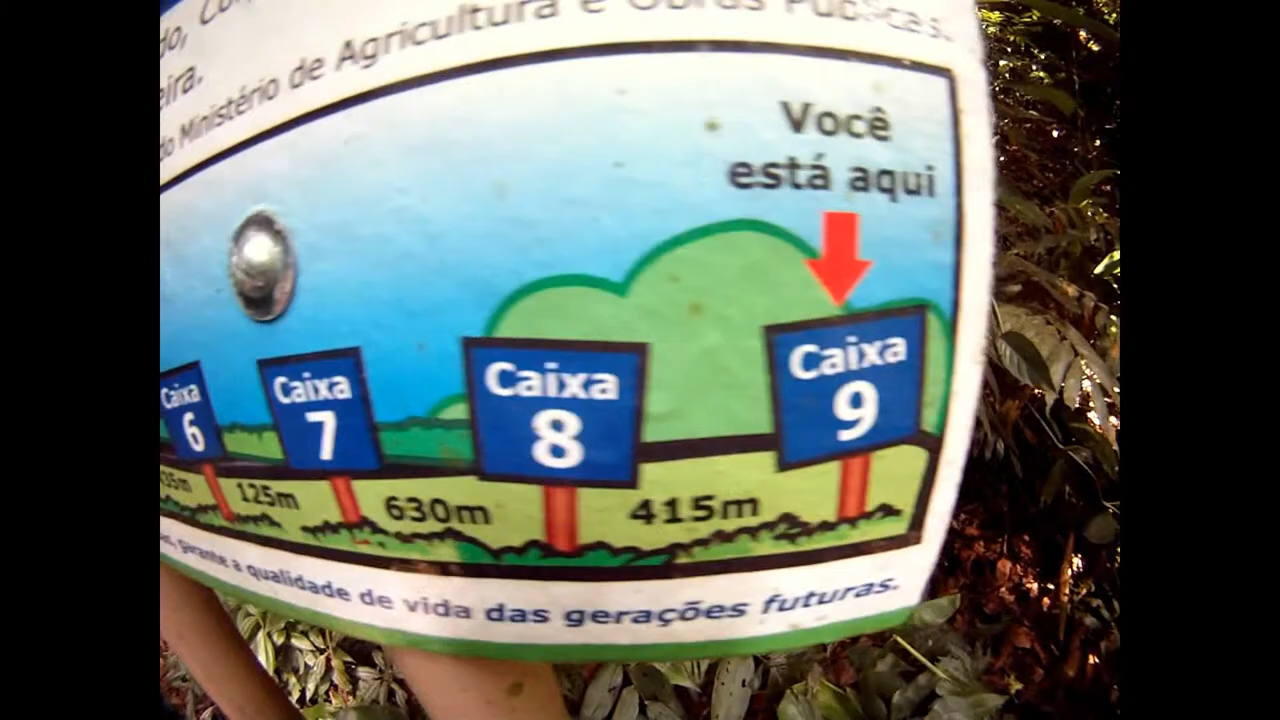 eira.
do Ministério de Agricultura e Obras Públicas.
Você
está aqui
Caixa
6
Caixa
7
Caixa
8
Caixa
9
125m
630m
415m
garante a qualidade de vida das gerações futuras.